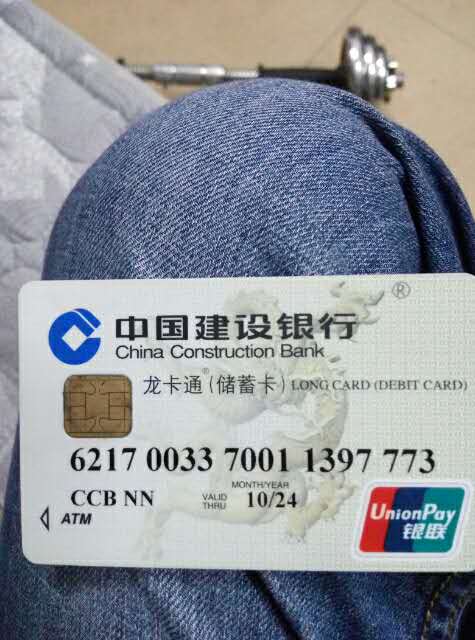 ®
中国建设银行
China Construction Bank
龙卡通®(储蓄卡) LONG CARD (DEBIT CARD)
6217 0033 7001 1397 773
MONTH/YEAR
CCB NN VALID THRU 10/24
ATM
UnionPay
银联